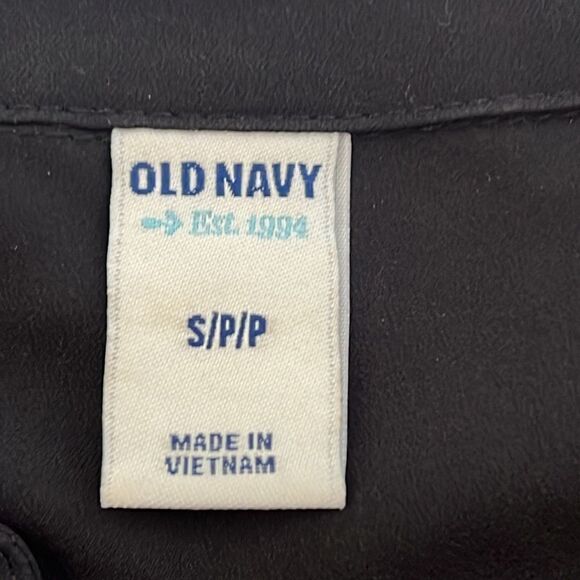 OLD NAVY
Est. 1994
S/P/P
MADE IN
VIETNAM